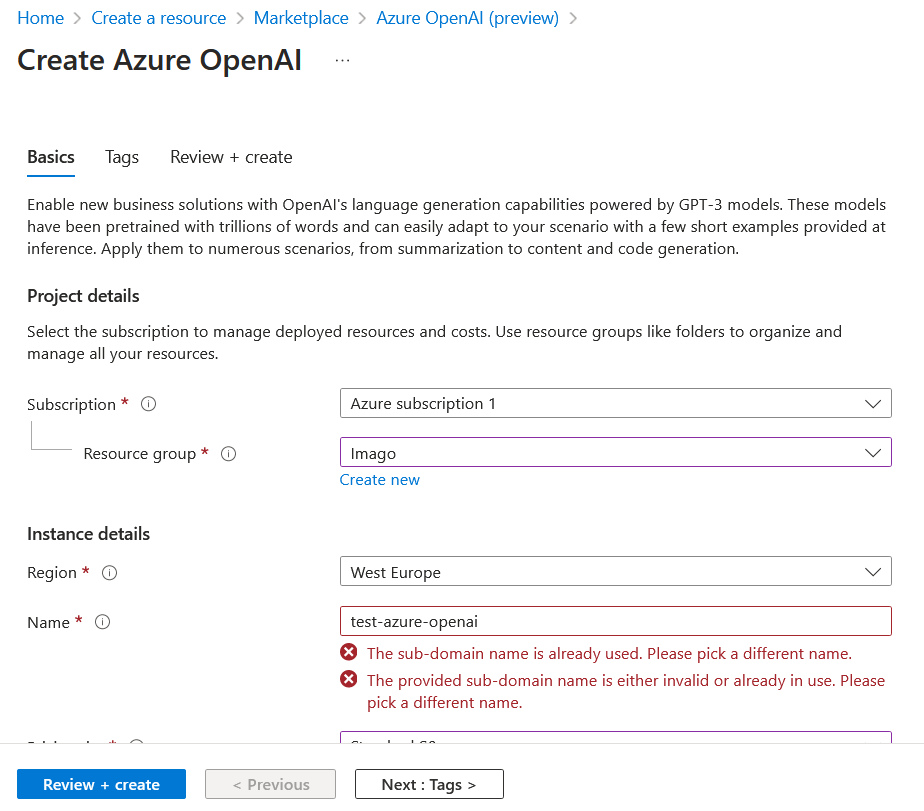 Home > Create a resource > Marketplace > Azure OpenAI (preview) >
Create Azure OpenAI ...
Basics Tags Review + create
Enable new business solutions with OpenAI's language generation capabilities powered by GPT-3 models. These models
have been pretrained with trillions of words and can easily adapt to your scenario with a few short examples provided at
inference. Apply them to numerous scenarios, from summarization to content and code generation.
Project details
Select the subscription to manage deployed resources and costs. Use resource groups like folders to organize and
manage all your resources.
Subscription * Azure subscription 1
Resource group * Imago
Create new
Instance details
Region * West Europe
Name * test-azure-openai
The sub-domain name is already used. Please pick a different name.
The provided sub-domain name is either invalid or already in use. Please
pick a different name.
Review + create < Previous Next : Tags >